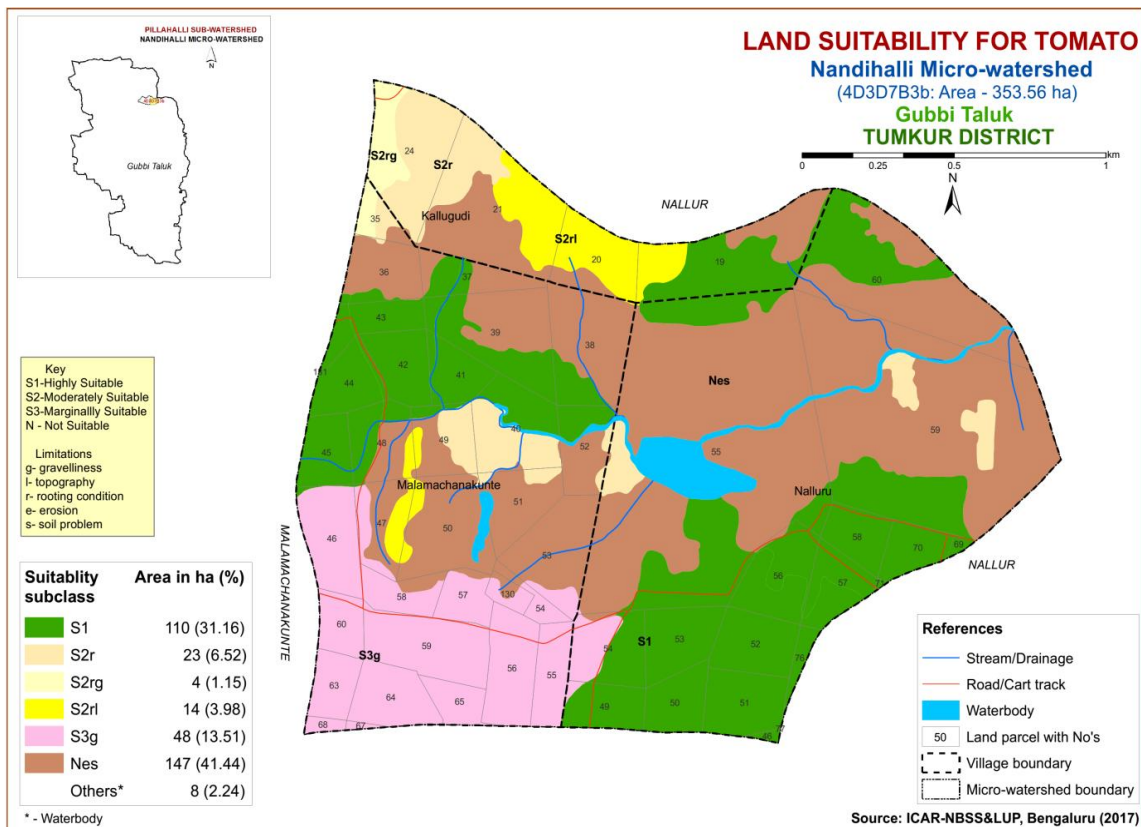 PILLAHALLI SUB-WATERSHED
NANDIHALLI MICRO-WATERSHED
N
Gubbi Taluk
LAND SUITABILITY FOR TOMATO
Nandihalli Micro-watershed
(4D3D7B3b: Area - 353.56 ha)
Gubbi Taluk
TUMKUR DISTRICT
km
0 0.25 0.5 1
N
S2rg
24
S2r
35
Kallugudi
21
S2rl
20
NALLUR
19
60
36
37
43
39
38
42
41
44
Nes
45
48
49
40
52
55
59
Malamachanakunte
51
50
47
Nalluru
46
53
58
57
130
54
58
70
69
56
57
71
NALLUR
MALAMACHANAKUNTE
60
59
S3g
56
55
63
64
65
68
67
54
S1
53
52
76
49
50
51
46
Key
S1-Highly Suitable
S2-Moderately Suitable
S3-Marginallly Suitable
N - Not Suitable
Limitations
g- gravelliness
l- topography
r- rooting condition
e- erosion
s- soil problem
Suitablity subclass Area in ha (%)
S1 110 (31.16)
S2r 23 (6.52)
S2rg 4 (1.15)
S2rl 14 (3.98)
S3g 48 (13.51)
Nes 147 (41.44)
Others* 8 (2.24)
* - Waterbody
References
Stream/Drainage
Road/Cart track
Waterbody
50 Land parcel with No's
Village boundary
Micro-watershed boundary
Source: ICAR-NBSS&LUP, Bengaluru (2017)